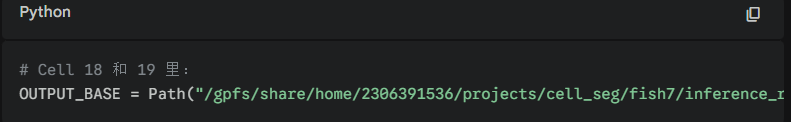 Python
# Cell 18 和 19 里：
OUTPUT_BASE = Path("/gpfs/share/home/2306391536/projects/cell_seg/fish7/inference_r